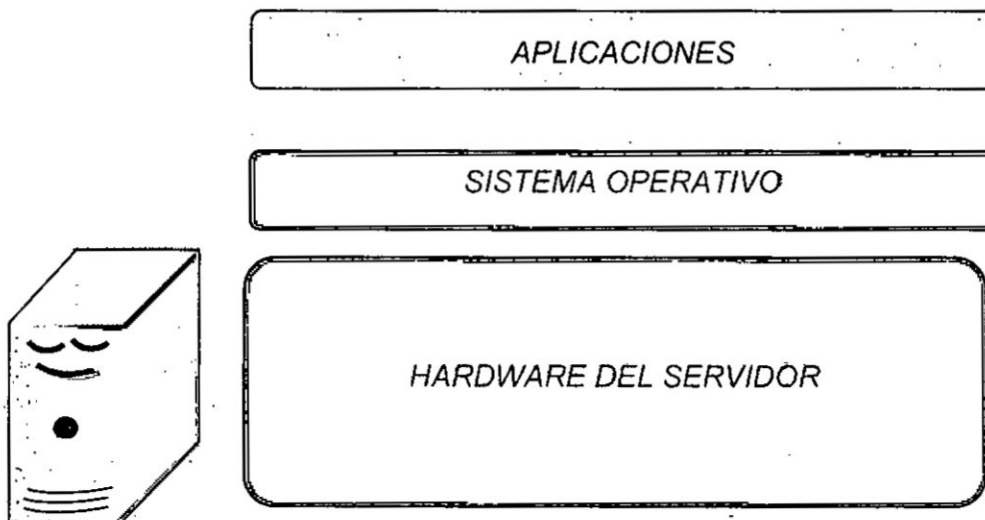 APLICACIONES
SISTEMA OPERATIVO
HARDWARE DEL SERVIDOR